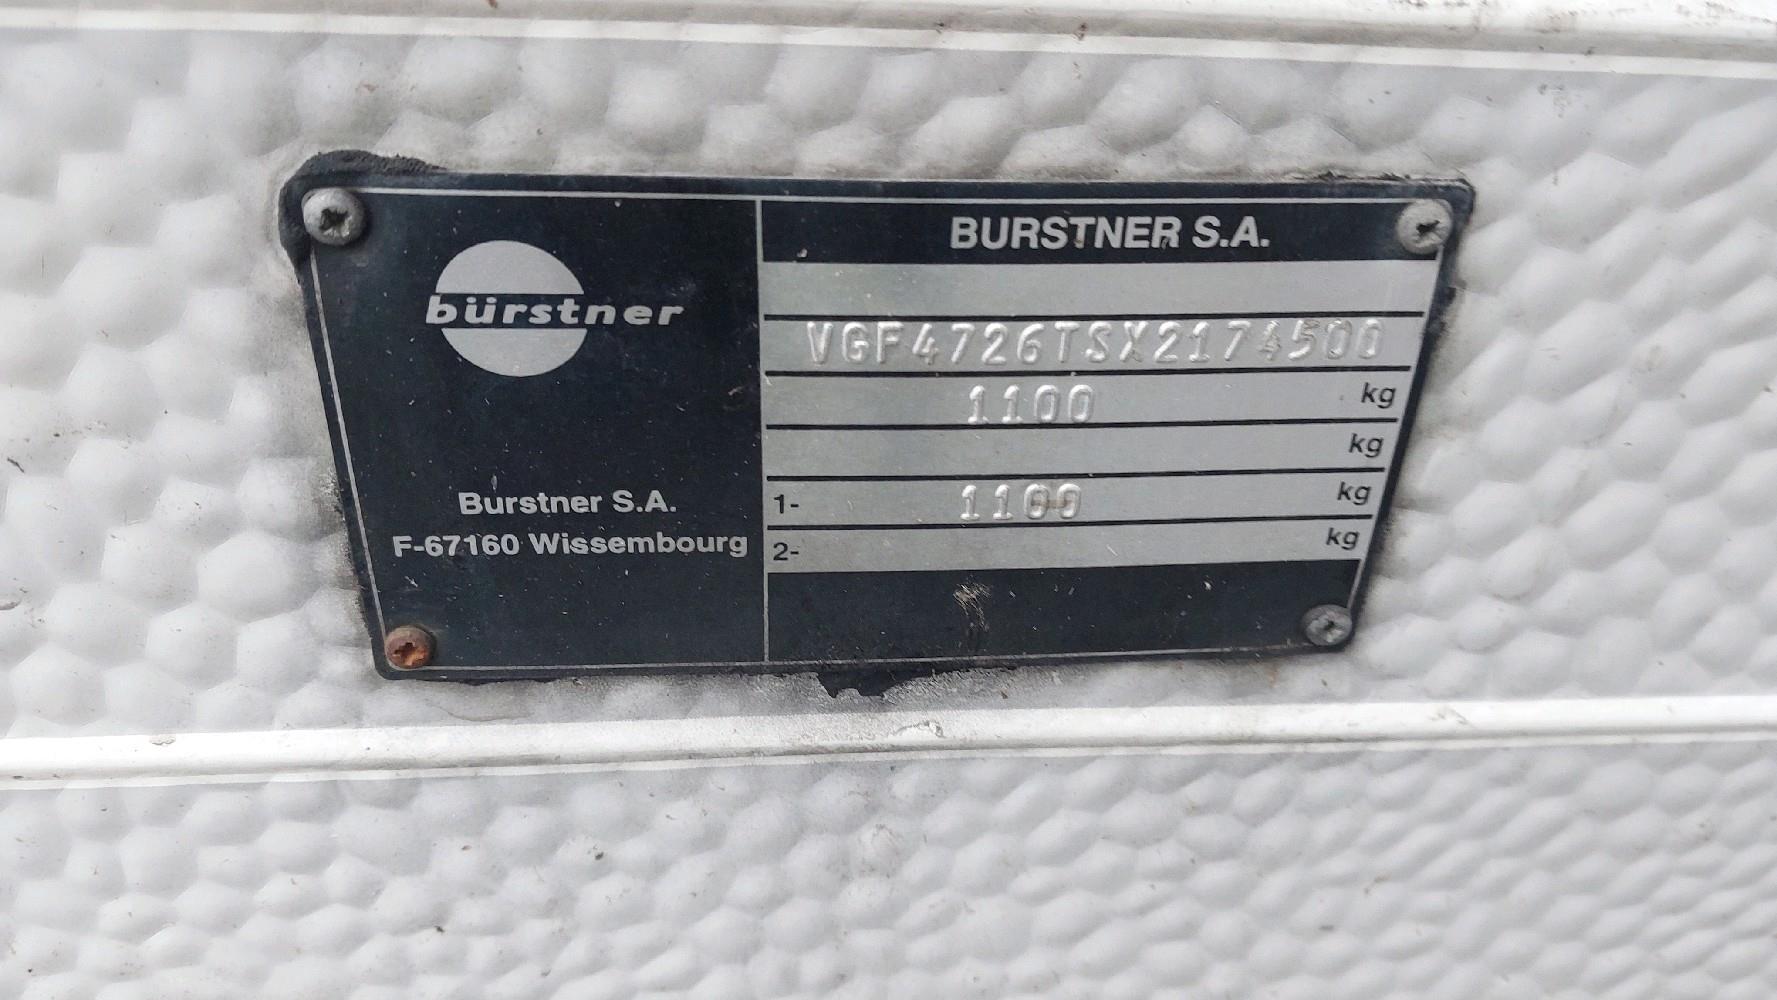 bürstner
Burstner S.A.
F-67160 Wissembourg
BURSTNER S.A.
VGF4726TSX2174500
1100 kg
kg
1- 1100 kg
2- kg